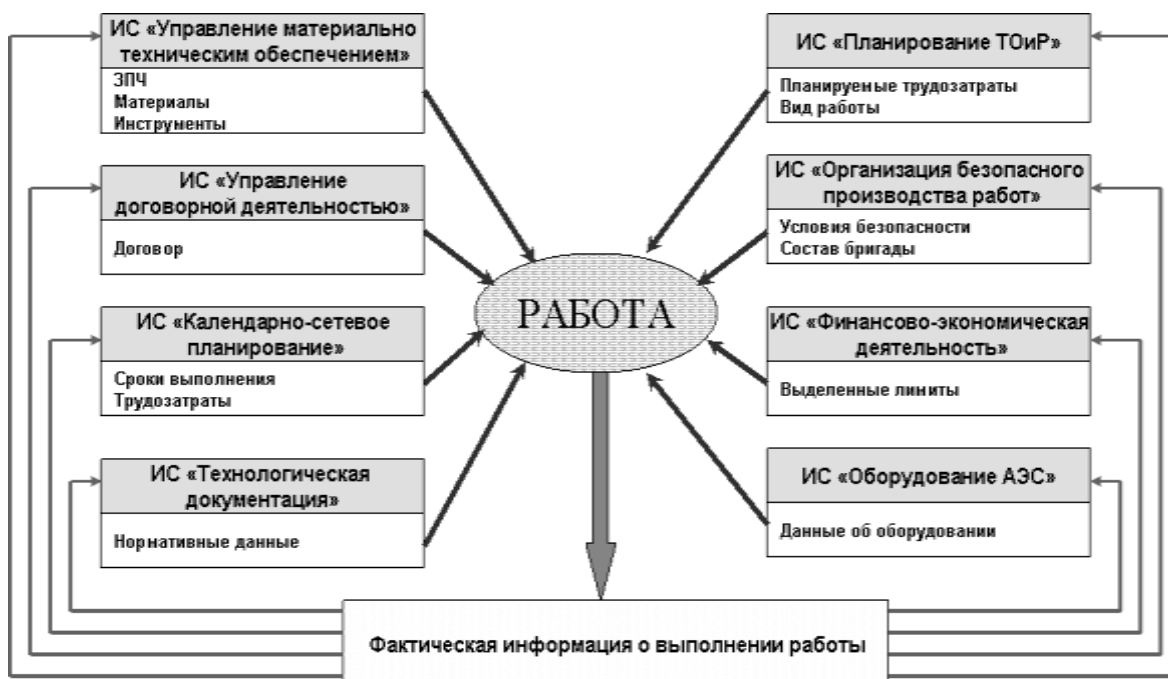 ИС «Управление материально
техническим обеспечением»
ЗПЧ
Материалы
Инструменты
ИС «Управление
договорной деятельностью»
Договор
ИС «Календарно-сетевое
планирование»
Сроки выполнения
Трудозатраты
ИС «Технологическая
документация»
Нормативные данные
РАБОТА
ИС «Планирование ТОиР»
Планируемые трудозатраты
Вид работы
ИС «Организация безопасного
производства работ»
Условия безопасности
Состав бригады
ИС «Финансово-экономическая
деятельность»
Выделенные линиты
ИС «Оборудование АЭС»
Данные об оборудовании
Фактическая информация о выполнении работы